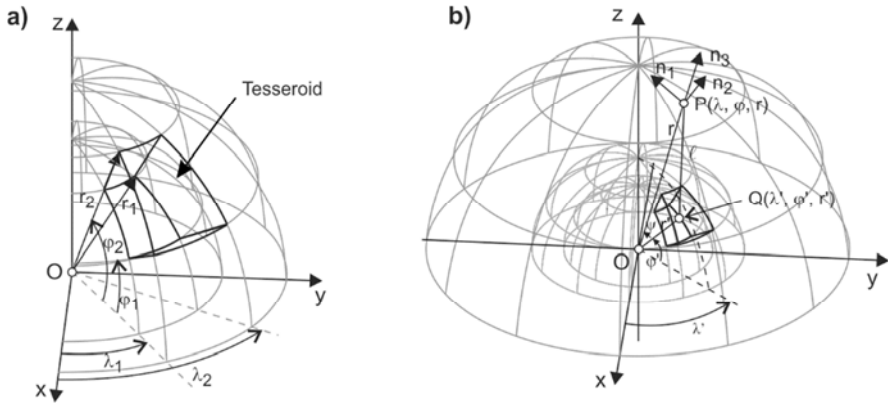 a)
z
Tesseroid
r2
r1
φ2
O
y
φ1
λ1
λ2
x
b)
z
n3
n1
n2
P(λ, φ, r)
r
ℓ
Q(λ', φ', r')
ψ
r'
O
φ'
y
λ'
x